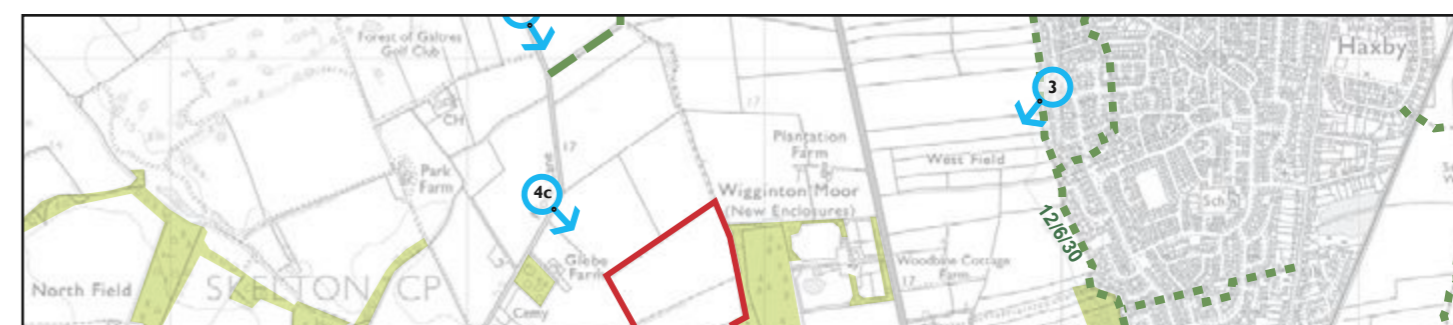 Forest of Galtres
Golf Club
Haxby
3
CH
17
17
Plantation
Farm
Park
Farm
West Field
4c
Wigginton Moor
(New Enclosures)
Sch
12/6/30
Glebe
Farm
Woodbine Cottage
Farm
17
North Field
SKELTON CP
Cemy